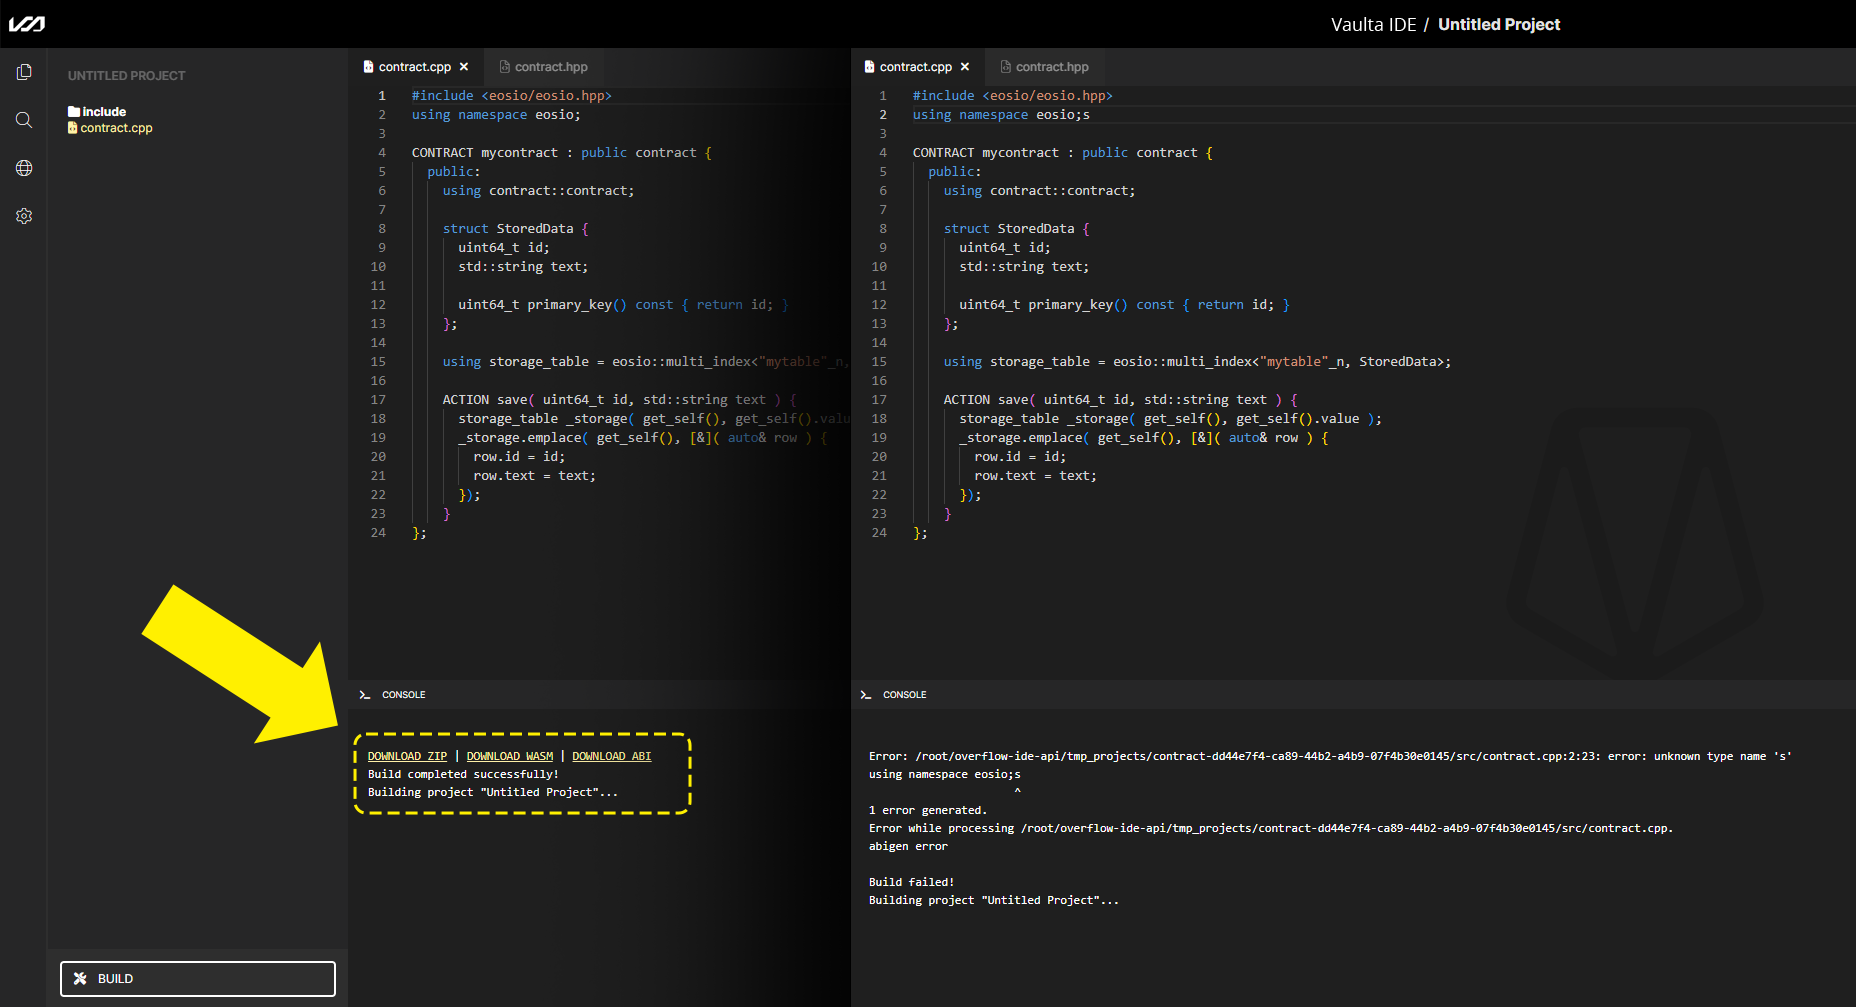 Vaulta IDE / Untitled Project
UNTITLED PROJECT
include
contract.cpp
BUILD
contract.cpp × contract.hpp
1 #include <eosio/eosio.hpp>
2 using namespace eosio;
3
4 CONTRACT mycontract : public contract {
5 public:
6 using contract::contract;
7
8 struct StoredData {
9 uint64_t id;
10 std::string text;
11
12 uint64_t primary_key() const { return id; }
13 };
14
15 using storage_table = eosio::multi_index<"mytable"_n,
16
17 ACTION save( uint64_t id, std::string text ) {
18 storage_table _storage( get_self(), get_self().valu
19 _storage.emplace( get_self(), [&]( auto& row ) {
20 row.id = id;
21 row.text = text;
22 });
23 }
24 };
CONSOLE
DOWNLOAD ZIP | DOWNLOAD WASM | DOWNLOAD ABI
Build completed successfully!
Building project "Untitled Project"...
contract.cpp × contract.hpp
1 #include <eosio/eosio.hpp>
2 using namespace eosio;s
3
4 CONTRACT mycontract : public contract {
5 public:
6 using contract::contract;
7
8 struct StoredData {
9 uint64_t id;
10 std::string text;
11
12 uint64_t primary_key() const { return id; }
13 };
14
15 using storage_table = eosio::multi_index<"mytable"_n, StoredData>;
16
17 ACTION save( uint64_t id, std::string text ) {
18 storage_table _storage( get_self(), get_self().value );
19 _storage.emplace( get_self(), [&]( auto& row ) {
20 row.id = id;
21 row.text = text;
22 });
23 }
24 };
CONSOLE
Error: /root/overflow-ide-api/tmp_projects/contract-dd44e7f4-ca89-44b2-a4b9-07f4b30e0145/src/contract.cpp:2:23: error: unknown type name 's'
using namespace eosio;s
^
1 error generated.
Error while processing /root/overflow-ide-api/tmp_projects/contract-dd44e7f4-ca89-44b2-a4b9-07f4b30e0145/src/contract.cpp.
abigen error
Build failed!
Building project "Untitled Project"...